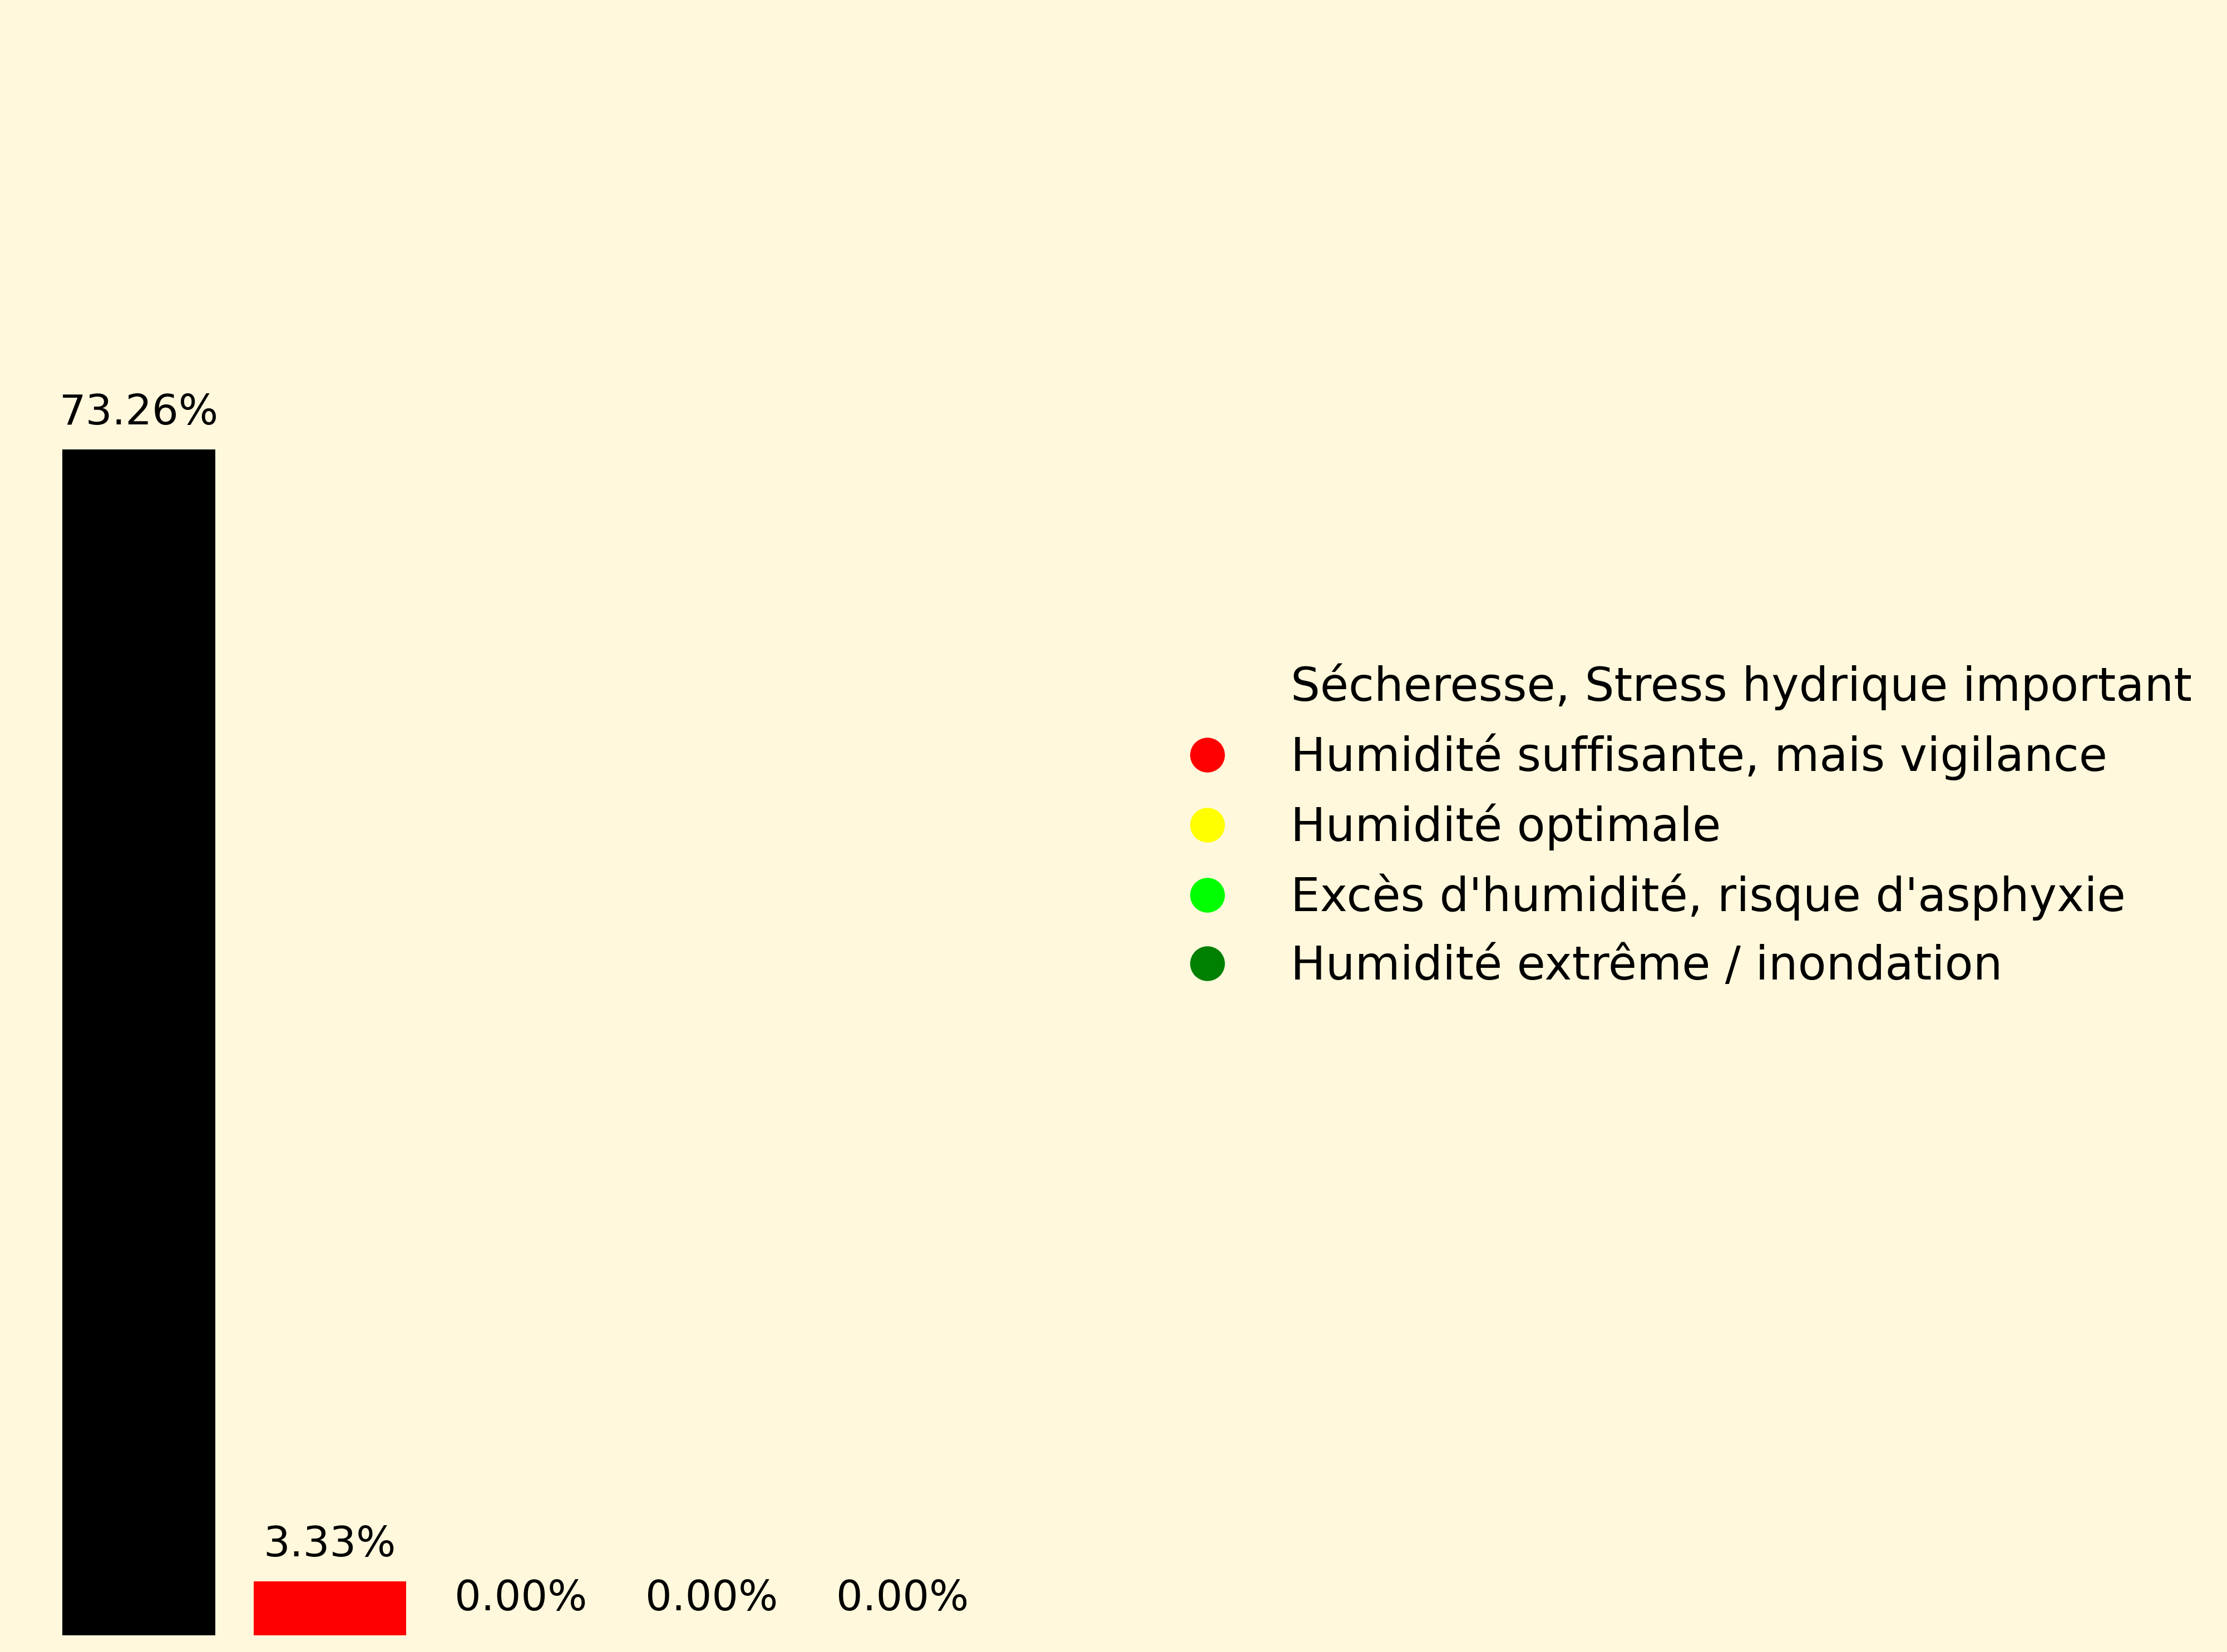 73.26%
Sécheresse, Stress hydrique important
Humidité suffisante, mais vigilance
Humidité optimale
Excès d'humidité, risque d'asphyxie
Humidité extrême / inondation
3.33%
0.00%
0.00%
0.00%